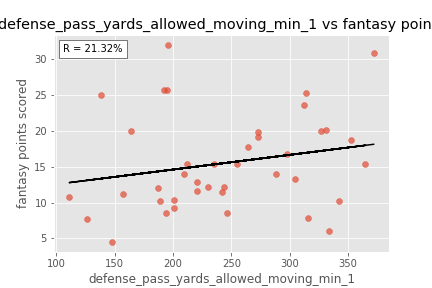 defense_pass_yards_allowed_moving_min_1 vs fantasy poin
R = 21.32%
fantasy points scored
30
25
20
15
10
5
100 150 200 250 300 350
defense_pass_yards_allowed_moving_min_1